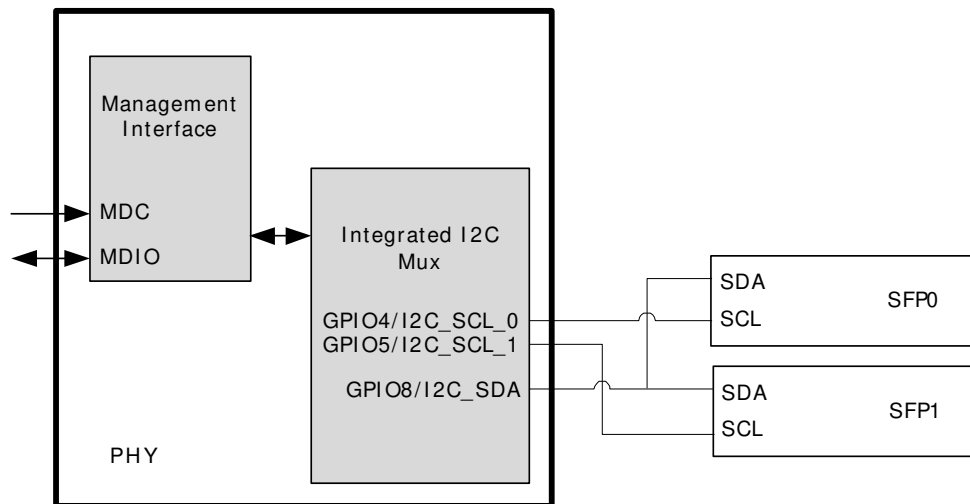 Management
Interface
MDC
MDIO
Integrated I2C
Mux
GPIO4/I2C_SCL_0
GPIO5/I2C_SCL_1
GPIO8/I2C_SDA
PHY
SDA
SFP0
SCL
SDA
SFP1
SCL